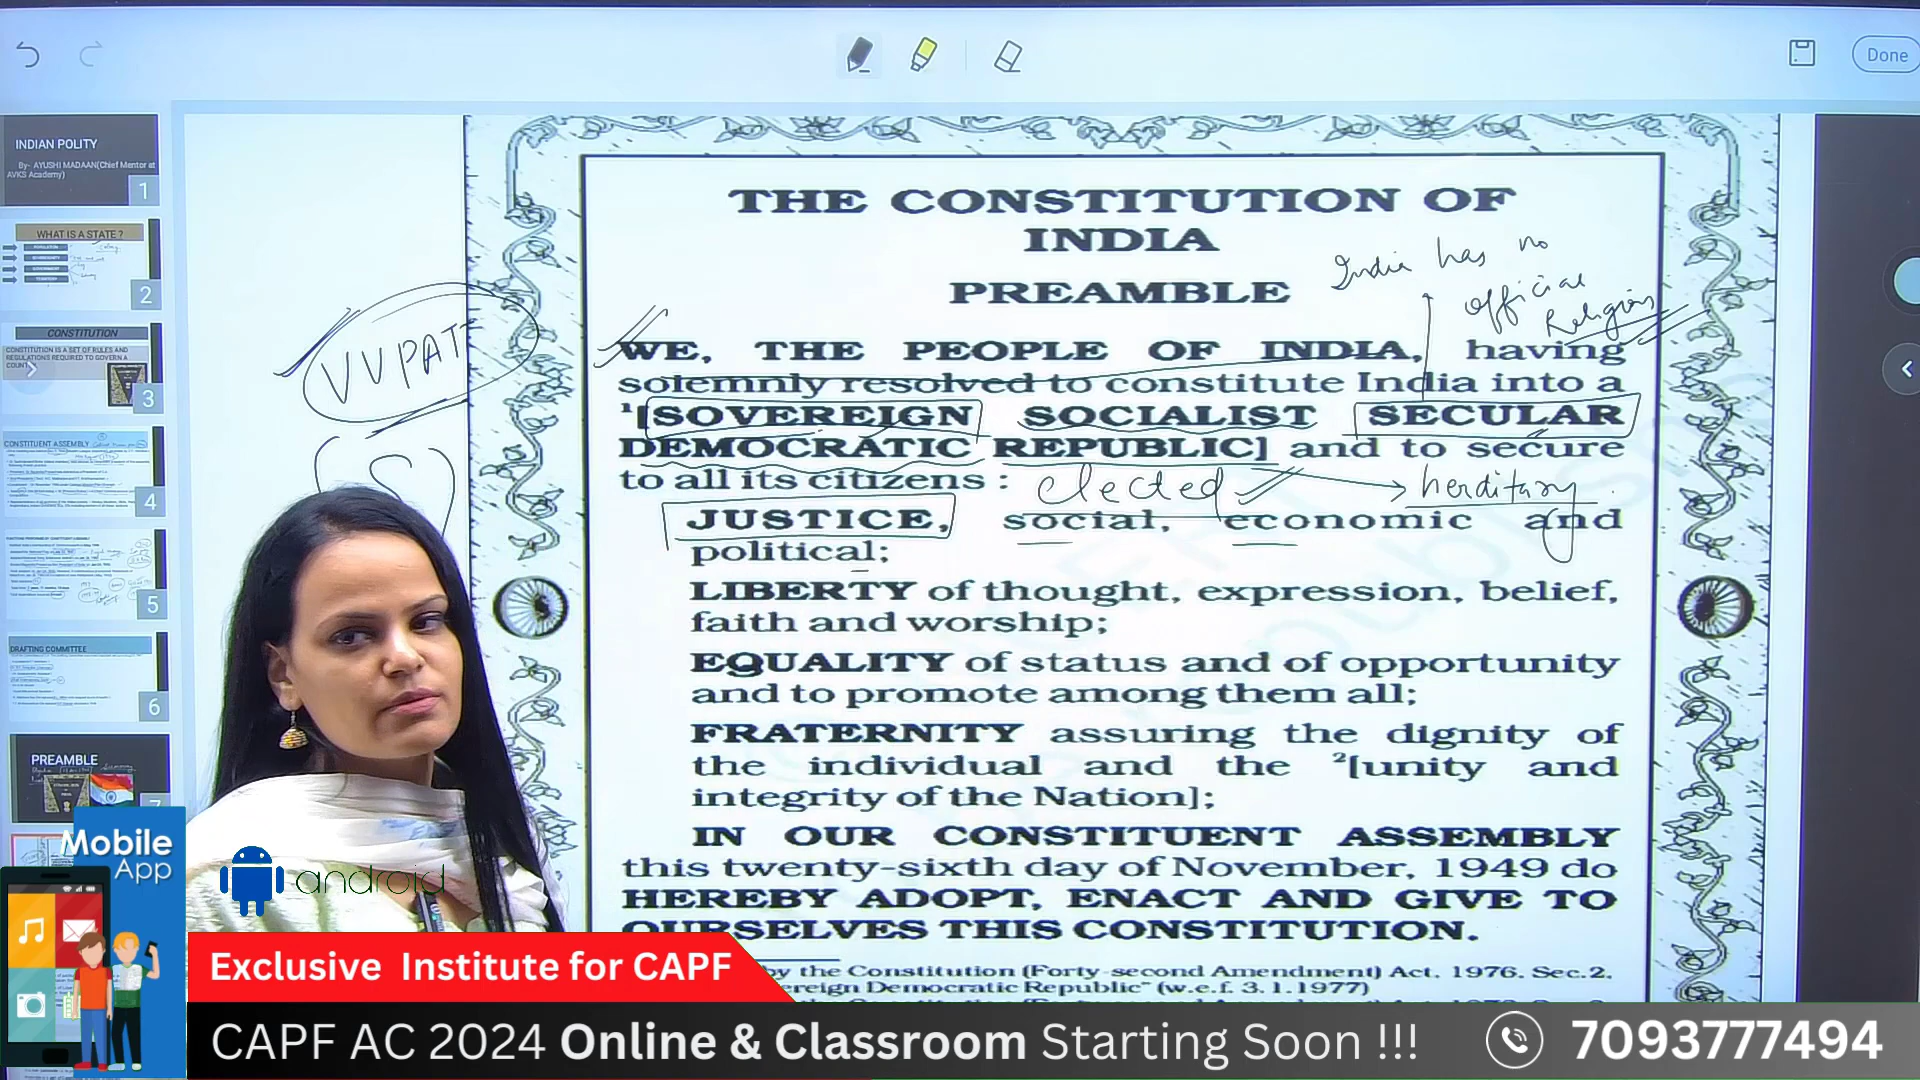 Done
INDIAN POLITY
By- AYUSHI MADAAN(Chief Mentor at
AVKS Academy)
1
WHAT IS A STATE ?
POPULATION
SOVEREIGNTY
GOVERNMENT
TERRITORY
2
CONSTITUTION
CONSTITUTION IS A SET OF RULES AND
REGULATIONS REQUIRED TO GOVERN A
COUNT
3
CONSTITUENT ASSEMBLY
4
5
DRAFTING COMMITTEE
6
PREAMBLE
7
VVPAT
THE CONSTITUTION OF
INDIA
PREAMBLE
India has no
official
Religion
WE, THE PEOPLE OF INDIA, having
solemnly resolved to constitute India into a
¹[SOVEREIGN SOCIALIST SECULAR
DEMOCRATIC REPUBLIC] and to secure
to all its citizens :
elected
herditary
JUSTICE, social, economic and
political;
LIBERTY of thought, expression, belief,
faith and worship;
EQUALITY of status and of opportunity
and to promote among them all;
FRATERNITY assuring the dignity of
the individual and the ²[unity and
integrity of the Nation];
IN OUR CONSTITUENT ASSEMBLY
this twenty-sixth day of November, 1949 do
HEREBY ADOPT, ENACT AND GIVE TO
OURSELVES THIS CONSTITUTION.
by the Constitution (Forty-second Amendment) Act, 1976, Sec.2,
ereign Democratic Republic" (w.e.f. 3.1.1977)
Mobile
App
android
Exclusive Institute for CAPF
CAPF AC 2024 Online & Classroom Starting Soon !!!
7093777494